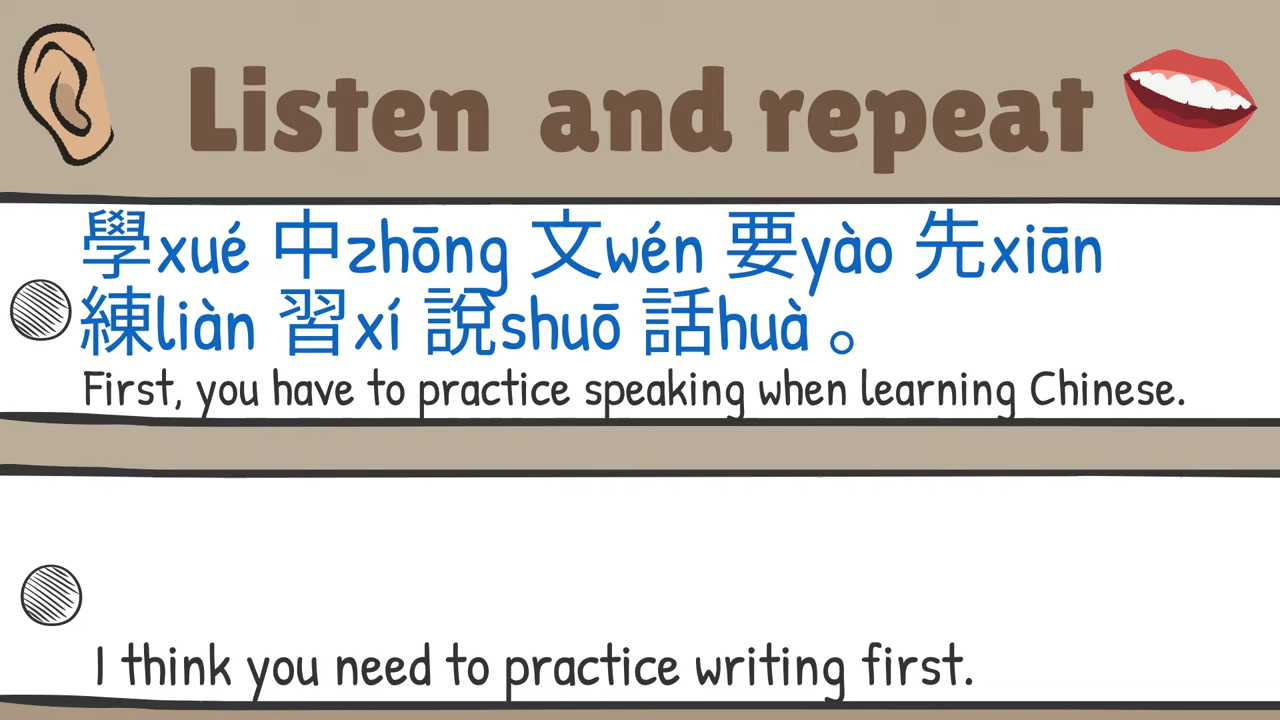 Listen and repeat
學xué 中zhōng 文wén 要yào 先xiān
練liàn 習xí 說shuō 話huà。
First, you have to practice speaking when learning Chinese.
I think you need to practice writing first.